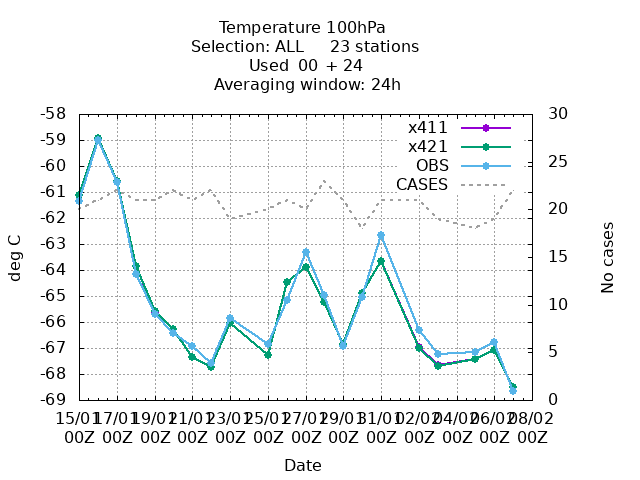 Temperature 100hPa
Selection: ALL 23 stations
Used 00 + 24
Averaging window: 24h
-58
-59
-60
-61
-62
-63
-64
-65
-66
-67
-68
-69
30
25
20
15
10
5
0
x411
x421
OBS
CASES
deg C
No cases
15/01 17/01 19/01 21/01 23/01 25/01 27/01 29/01 31/01 02/02 04/02 06/02 08/02
00Z 00Z 00Z 00Z 00Z 00Z 00Z 00Z 00Z 00Z 00Z 00Z 00Z
Date